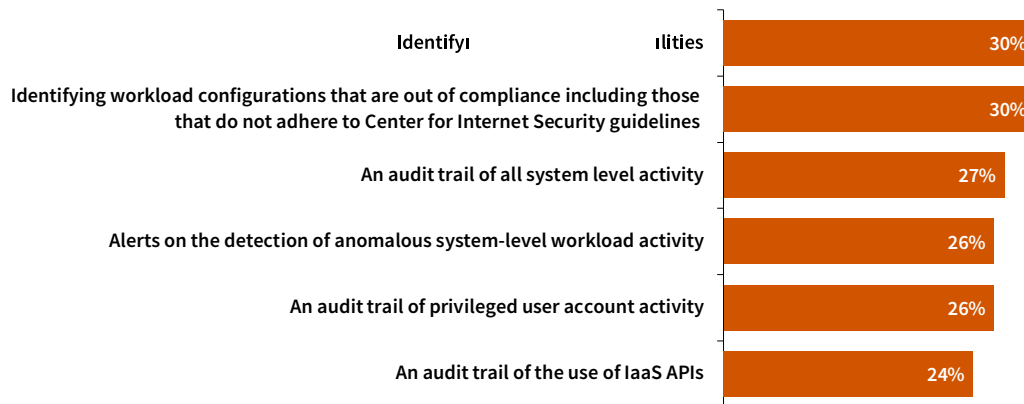 30%
Identifying workload configurations that are out of compliance including those
that do not adhere to Center for Internet Security guidelines
30%
An audit trail of all system level activity
27%
Alerts on the detection of anomalous system-level workload activity
26%
An audit trail of privileged user account activity
26%
An audit trail of the use of IaaS APIs
24%